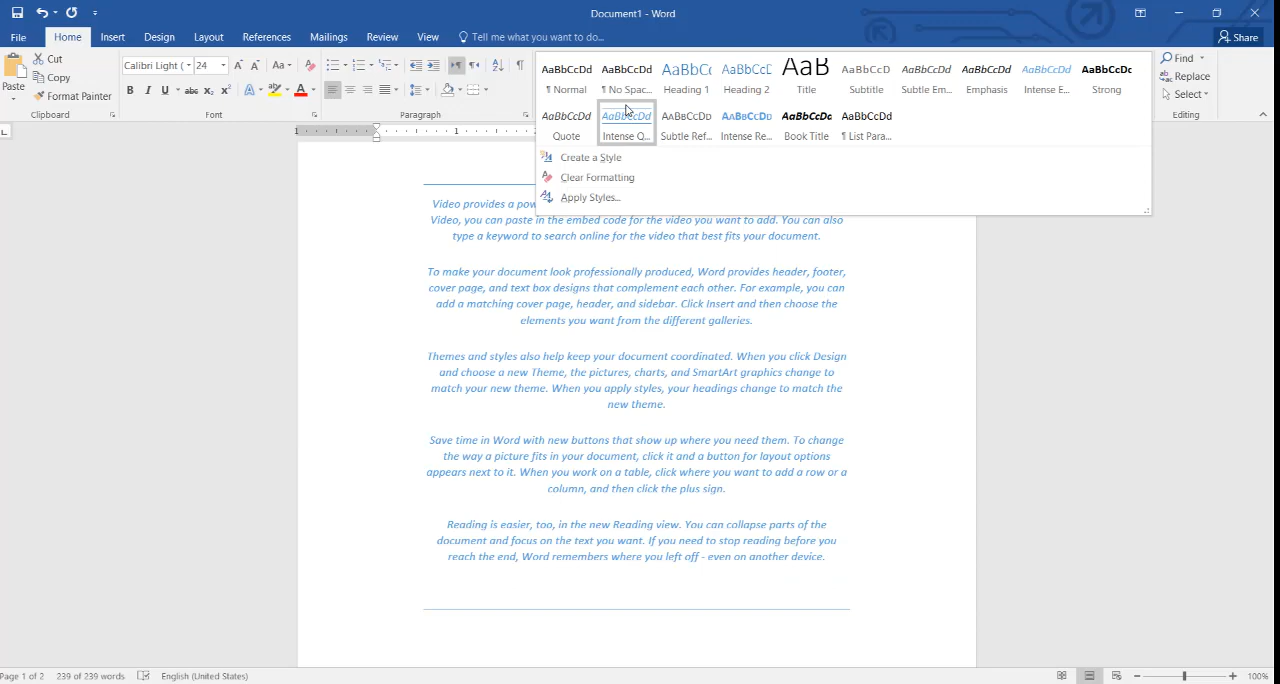 Document1 - Word
File Home Insert Design Layout References Mailings Review View Tell me what you want to do... Share
Paste Cut Copy Format Painter
Clipboard
Calibri Light ( 24 Aa
B I U abc X₂ X² A A
Font
Paragraph
AaBbCcDd AaBbCcDd AaBbC( AaBbCcD AaB AaBbCcD AaBbCcDd AaBbCcDd AaBbCcDd AaBbCcDc
¶ Normal ¶ No Spac... Heading 1 Heading 2 Title Subtitle Subtle Em... Emphasis Intense E... Strong
AaBbCcDd AaBbCcDd AaBbCcDd AaBbCcDd AaBbCcDd AaBbCcDd
Quote Intense Q... Subtle Ref... Intense Re... Book Title ¶ List Para...
Create a Style
Clear Formatting
Apply Styles...
Find
Replace
Select
Editing
1 1
Video provides a pow
Video, you can paste in the embed code for the video you want to add. You can also
type a keyword to search online for the video that best fits your document.
To make your document look professionally produced, Word provides header, footer,
cover page, and text box designs that complement each other. For example, you can
add a matching cover page, header, and sidebar. Click Insert and then choose the
elements you want from the different galleries.
Themes and styles also help keep your document coordinated. When you click Design
and choose a new Theme, the pictures, charts, and SmartArt graphics change to
match your new theme. When you apply styles, your headings change to match the
new theme.
Save time in Word with new buttons that show up where you need them. To change
the way a picture fits in your document, click it and a button for layout options
appears next to it. When you work on a table, click where you want to add a row or a
column, and then click the plus sign.
Reading is easier, too, in the new Reading view. You can collapse parts of the
document and focus on the text you want. If you need to stop reading before you
reach the end, Word remembers where you left off - even on another device.
Page 1 of 2 239 of 239 words English (United States) 100%